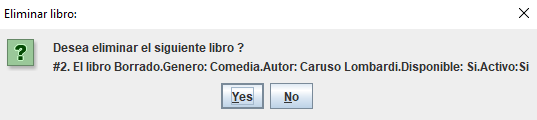 Eliminar libro:
?
Desea eliminar el siguiente libro ?
#2. El libro Borrado.Genero: Comedia.Autor: Caruso Lombardi.Disponible: Si.Activo:Si
Yes No